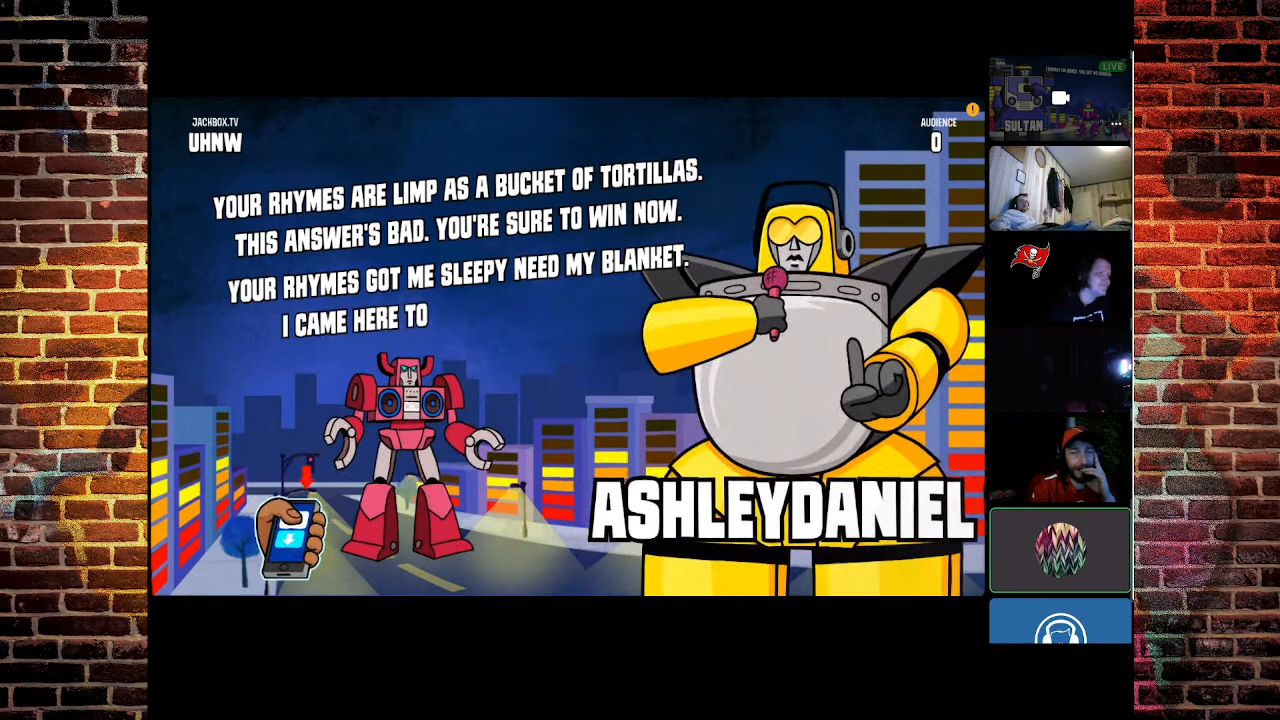 JACKBOX.TV
UHNW
AUDIENCE
0
YOUR RHYMES ARE LIMP AS A BUCKET OF TORTILLAS.
THIS ANSWER'S BAD. YOU'RE SURE TO WIN NOW.
YOUR RHYMES GOT ME SLEEPY NEED MY BLANKET.
I CAME HERE TO
ASHLEYDANIEL
LIVE
SULTAN